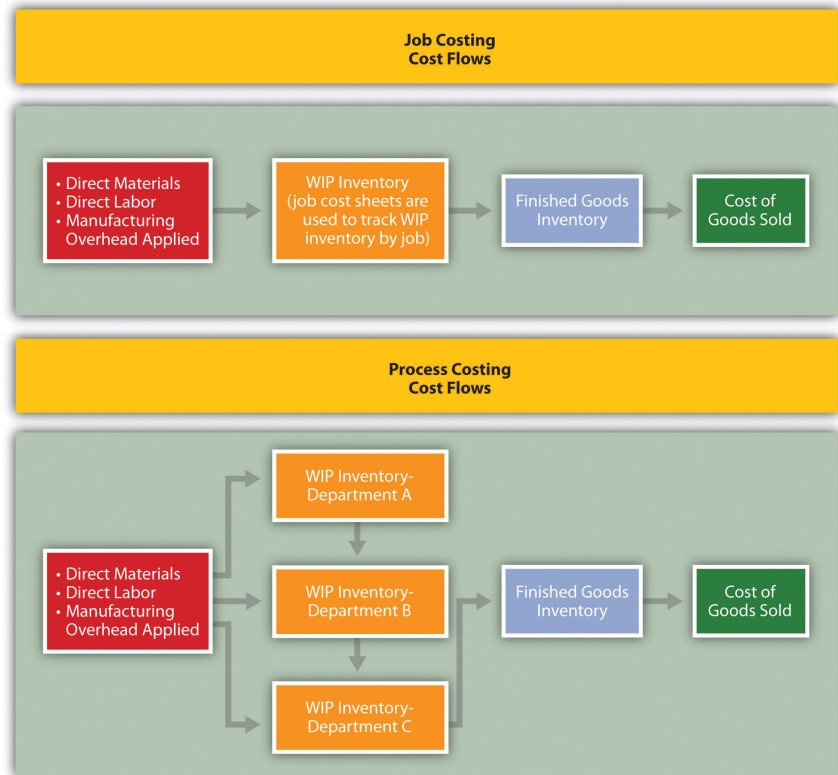 Job Costing
Cost Flows
• Direct Materials
• Direct Labor
• Manufacturing
Overhead Applied
WIP Inventory
(job cost sheets are
used to track WIP
inventory by job)
Finished Goods
Inventory
Cost of
Goods Sold
Process Costing
Cost Flows
• Direct Materials
• Direct Labor
• Manufacturing
Overhead Applied
WIP Inventory-
Department A
WIP Inventory-
Department B
WIP Inventory-
Department C
Finished Goods
Inventory
Cost of
Goods Sold